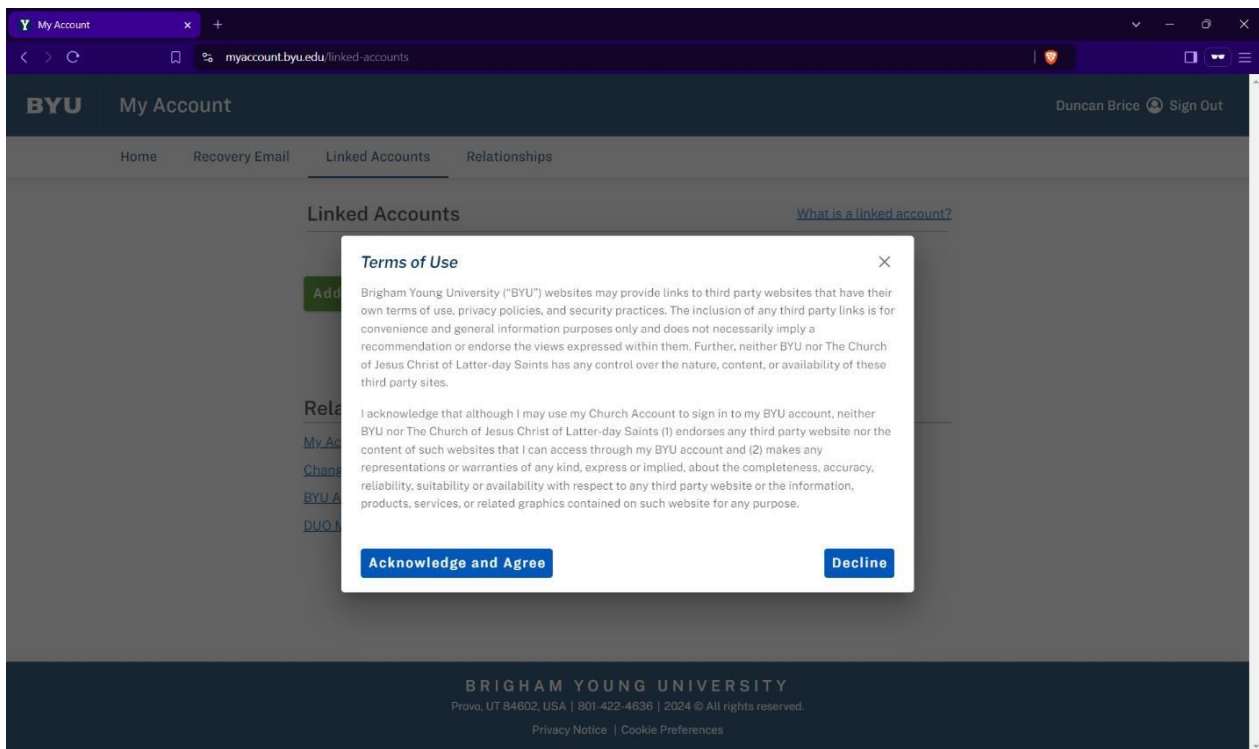 My Account
myaccount.byu.edu/linked-accounts
BYU My Account Duncan Brice Sign Out
Home Recovery Email Linked Accounts Relationships
Linked Accounts What is a linked account?
Add
Terms of Use
Brigham Young University (“BYU”) websites may provide links to third party websites that have their
own terms of use, privacy policies, and security practices. The inclusion of any third party links is for
convenience and general information purposes only and does not necessarily imply a
recommendation or endorse the views expressed within them. Further, neither BYU nor The Church
of Jesus Christ of Latter-day Saints has any control over the nature, content, or availability of these
third party sites.
I acknowledge that although I may use my Church Account to sign in to my BYU account, neither
BYU nor The Church of Jesus Christ of Latter-day Saints (1) endorses any third party website nor the
content of such websites that I can access through my BYU account and (2) makes any
representations or warranties of any kind, express or implied, about the completeness, accuracy,
reliability, suitability or availability with respect to any third party website or the information,
products, services, or related graphics contained on such website for any purpose.
Acknowledge and Agree Decline
Rela
My Ac
Chang
BYU A
DUO
BRIGHAM YOUNG UNIVERSITY
Provo, UT 84602, USA | 801-422-4636 | 2024 © All rights reserved.
Privacy Notice | Cookie Preferences